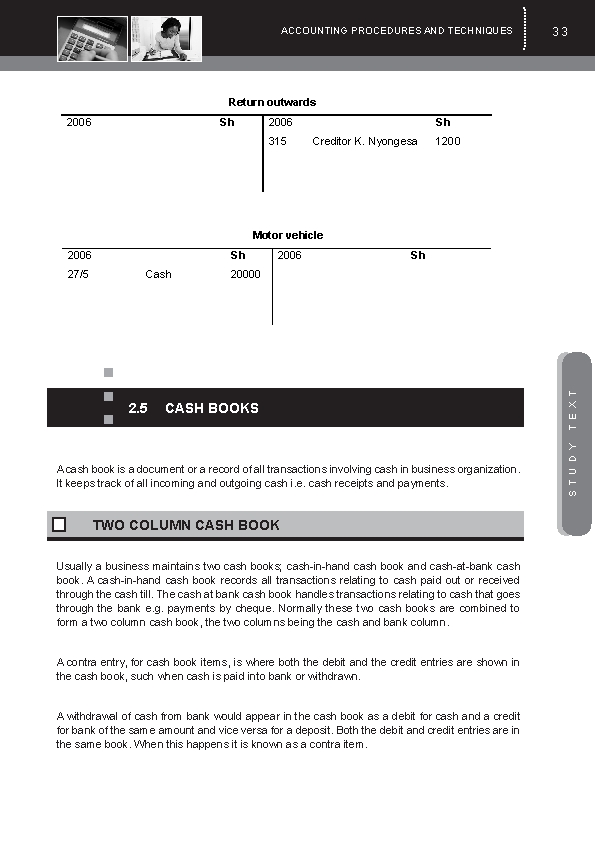 ACCOUNTING PROCEDURES AND TECHNIQUES 33
Return outwards
2006 Sh 2006 Sh
315 Creditor K. Nyongesa 1200
Motor vehicle
2006 Sh 2006 Sh
27/5 Cash 20000
STUDY TEXT
2.5 CASH BOOKS
A cash book is a document or a record of all transactions involving cash in business organization.
It keeps track of all incoming and outgoing cash i.e. cash receipts and payments.
TWO COLUMN CASH BOOK
Usually a business maintains two cash books; cash-in-hand cash book and cash-at-bank cash
book. A cash-in-hand cash book records all transactions relating to cash paid out or received
through the cash till. The cash at bank cash book handles transactions relating to cash that goes
through the bank e.g. payments by cheque. Normally these two cash books are combined to
form a two column cash book, the two columns being the cash and bank column.
A contra entry, for cash book items, is where both the debit and the credit entries are shown in
the cash book, such when cash is paid into bank or withdrawn.
A withdrawal of cash from bank would appear in the cash book as a debit for cash and a credit
for bank of the same amount and vice versa for a deposit. Both the debit and credit entries are in
the same book. When this happens it is known as a contra item.